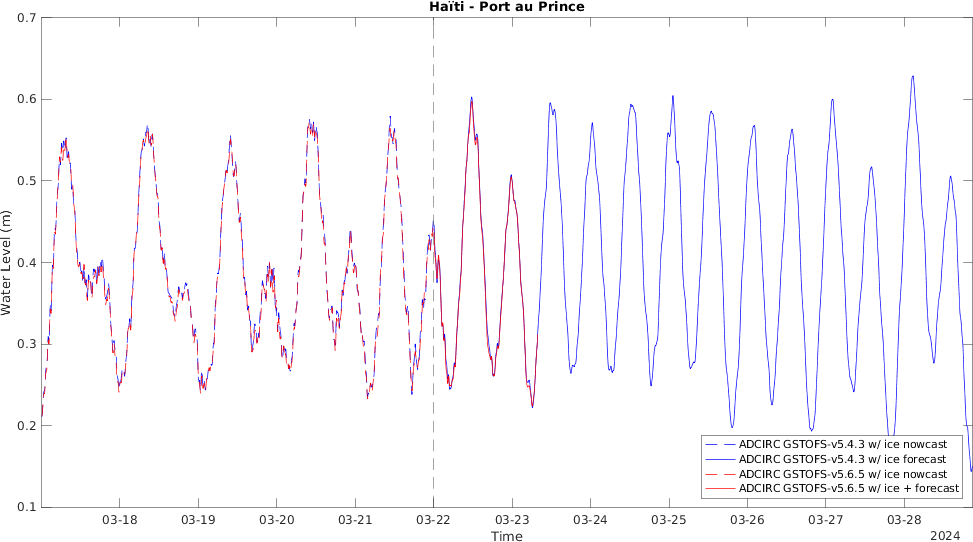 Haïti - Port au Prince
0.7
0.6
0.5
0.4
0.3
0.2
0.1
Water Level (m)
ADCIRC GSTOFS-v5.4.3 w/ ice nowcast
ADCIRC GSTOFS-v5.4.3 w/ ice forecast
ADCIRC GSTOFS-v5.6.5 w/ ice nowcast
ADCIRC GSTOFS-v5.6.5 w/ ice + forecast
03-18 03-19 03-20 03-21 03-22 03-23 03-24 03-25 03-26 03-27 03-28
Time
2024